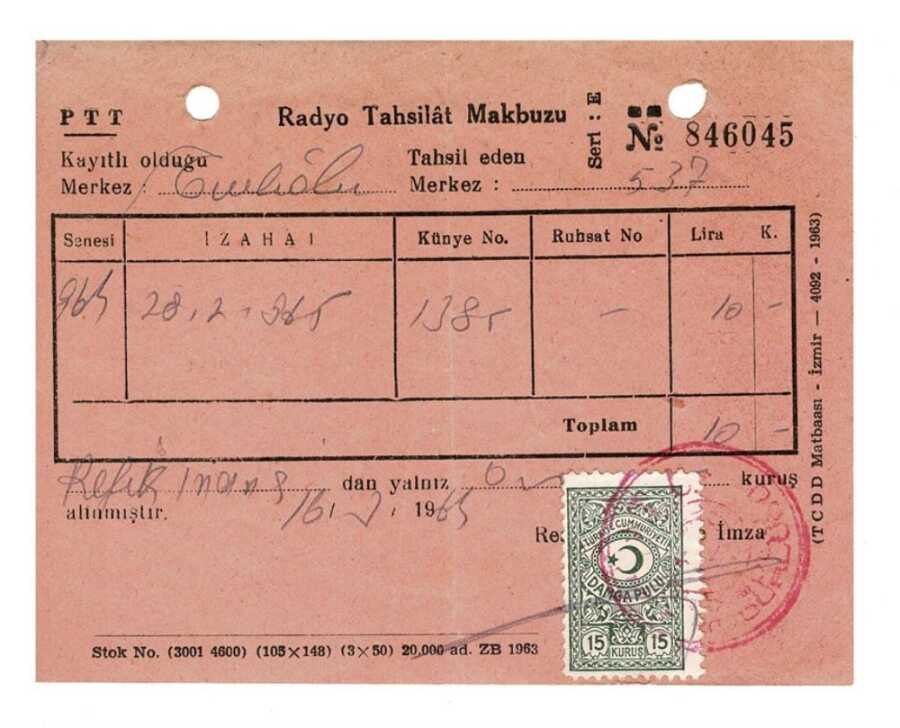 PTT Radyo Tahsilât Makbuzu Seri : E № 846045
Kayıtlı olduğu Tahsil eden
Merkez : Merkez : 537
Senesi İZAHAT Künye No. Ruhsat No Lira K.
965 28.2.965 1385 - 10 -
Toplam 10 -
Refik İnanç dan yalnız On kuruş
alınmıştır. 16. 1965
İmza
TÜRKİYE CUMHURİYETİ
DAMGA PULU
15 KURUŞ 15
Stok No. (3001 4600) (105×148) (3×50) 20,000 ad. ZB 1963
(TCDD Matbaası - İzmir — 4092 - 1963)